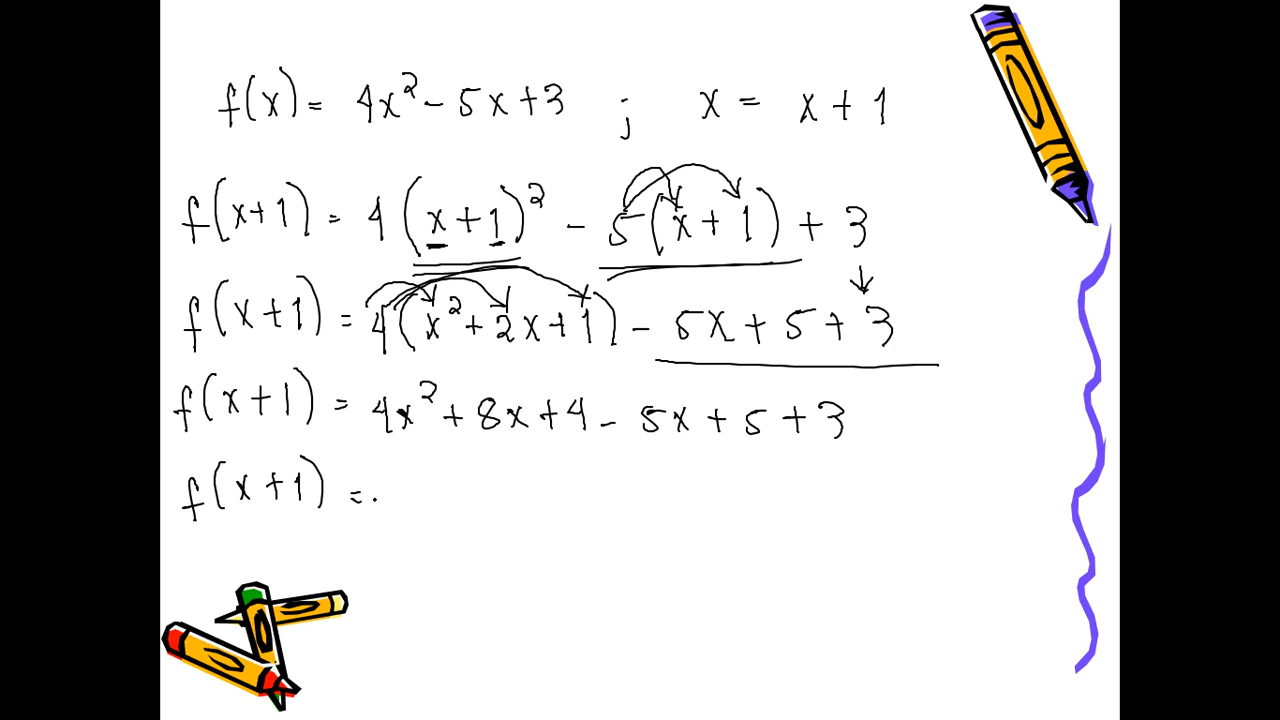 f(x) = 4x² - 5x + 3 ; x = x + 1
f(x+1) = 4(x + 1)² - 5(x + 1) + 3
f(x+1) = 4(x² + 2x + 1) - 5x + 5 + 3
f(x+1) = 4x² + 8x + 4 - 5x + 5 + 3
f(x+1) =